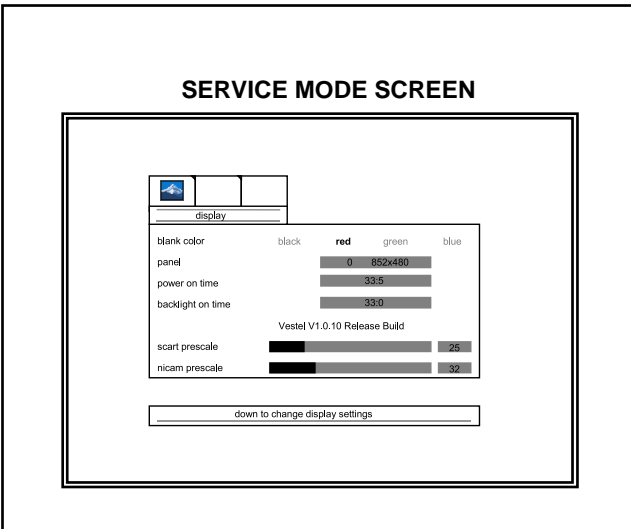 SERVICE MODE SCREEN
display
blank color black red green blue
panel 0 852x480
power on time 33:5
backlight on time 33:0
Vestel V1.0.10 Release Build
scart prescale 25
nicam prescale 32
down to change display settings